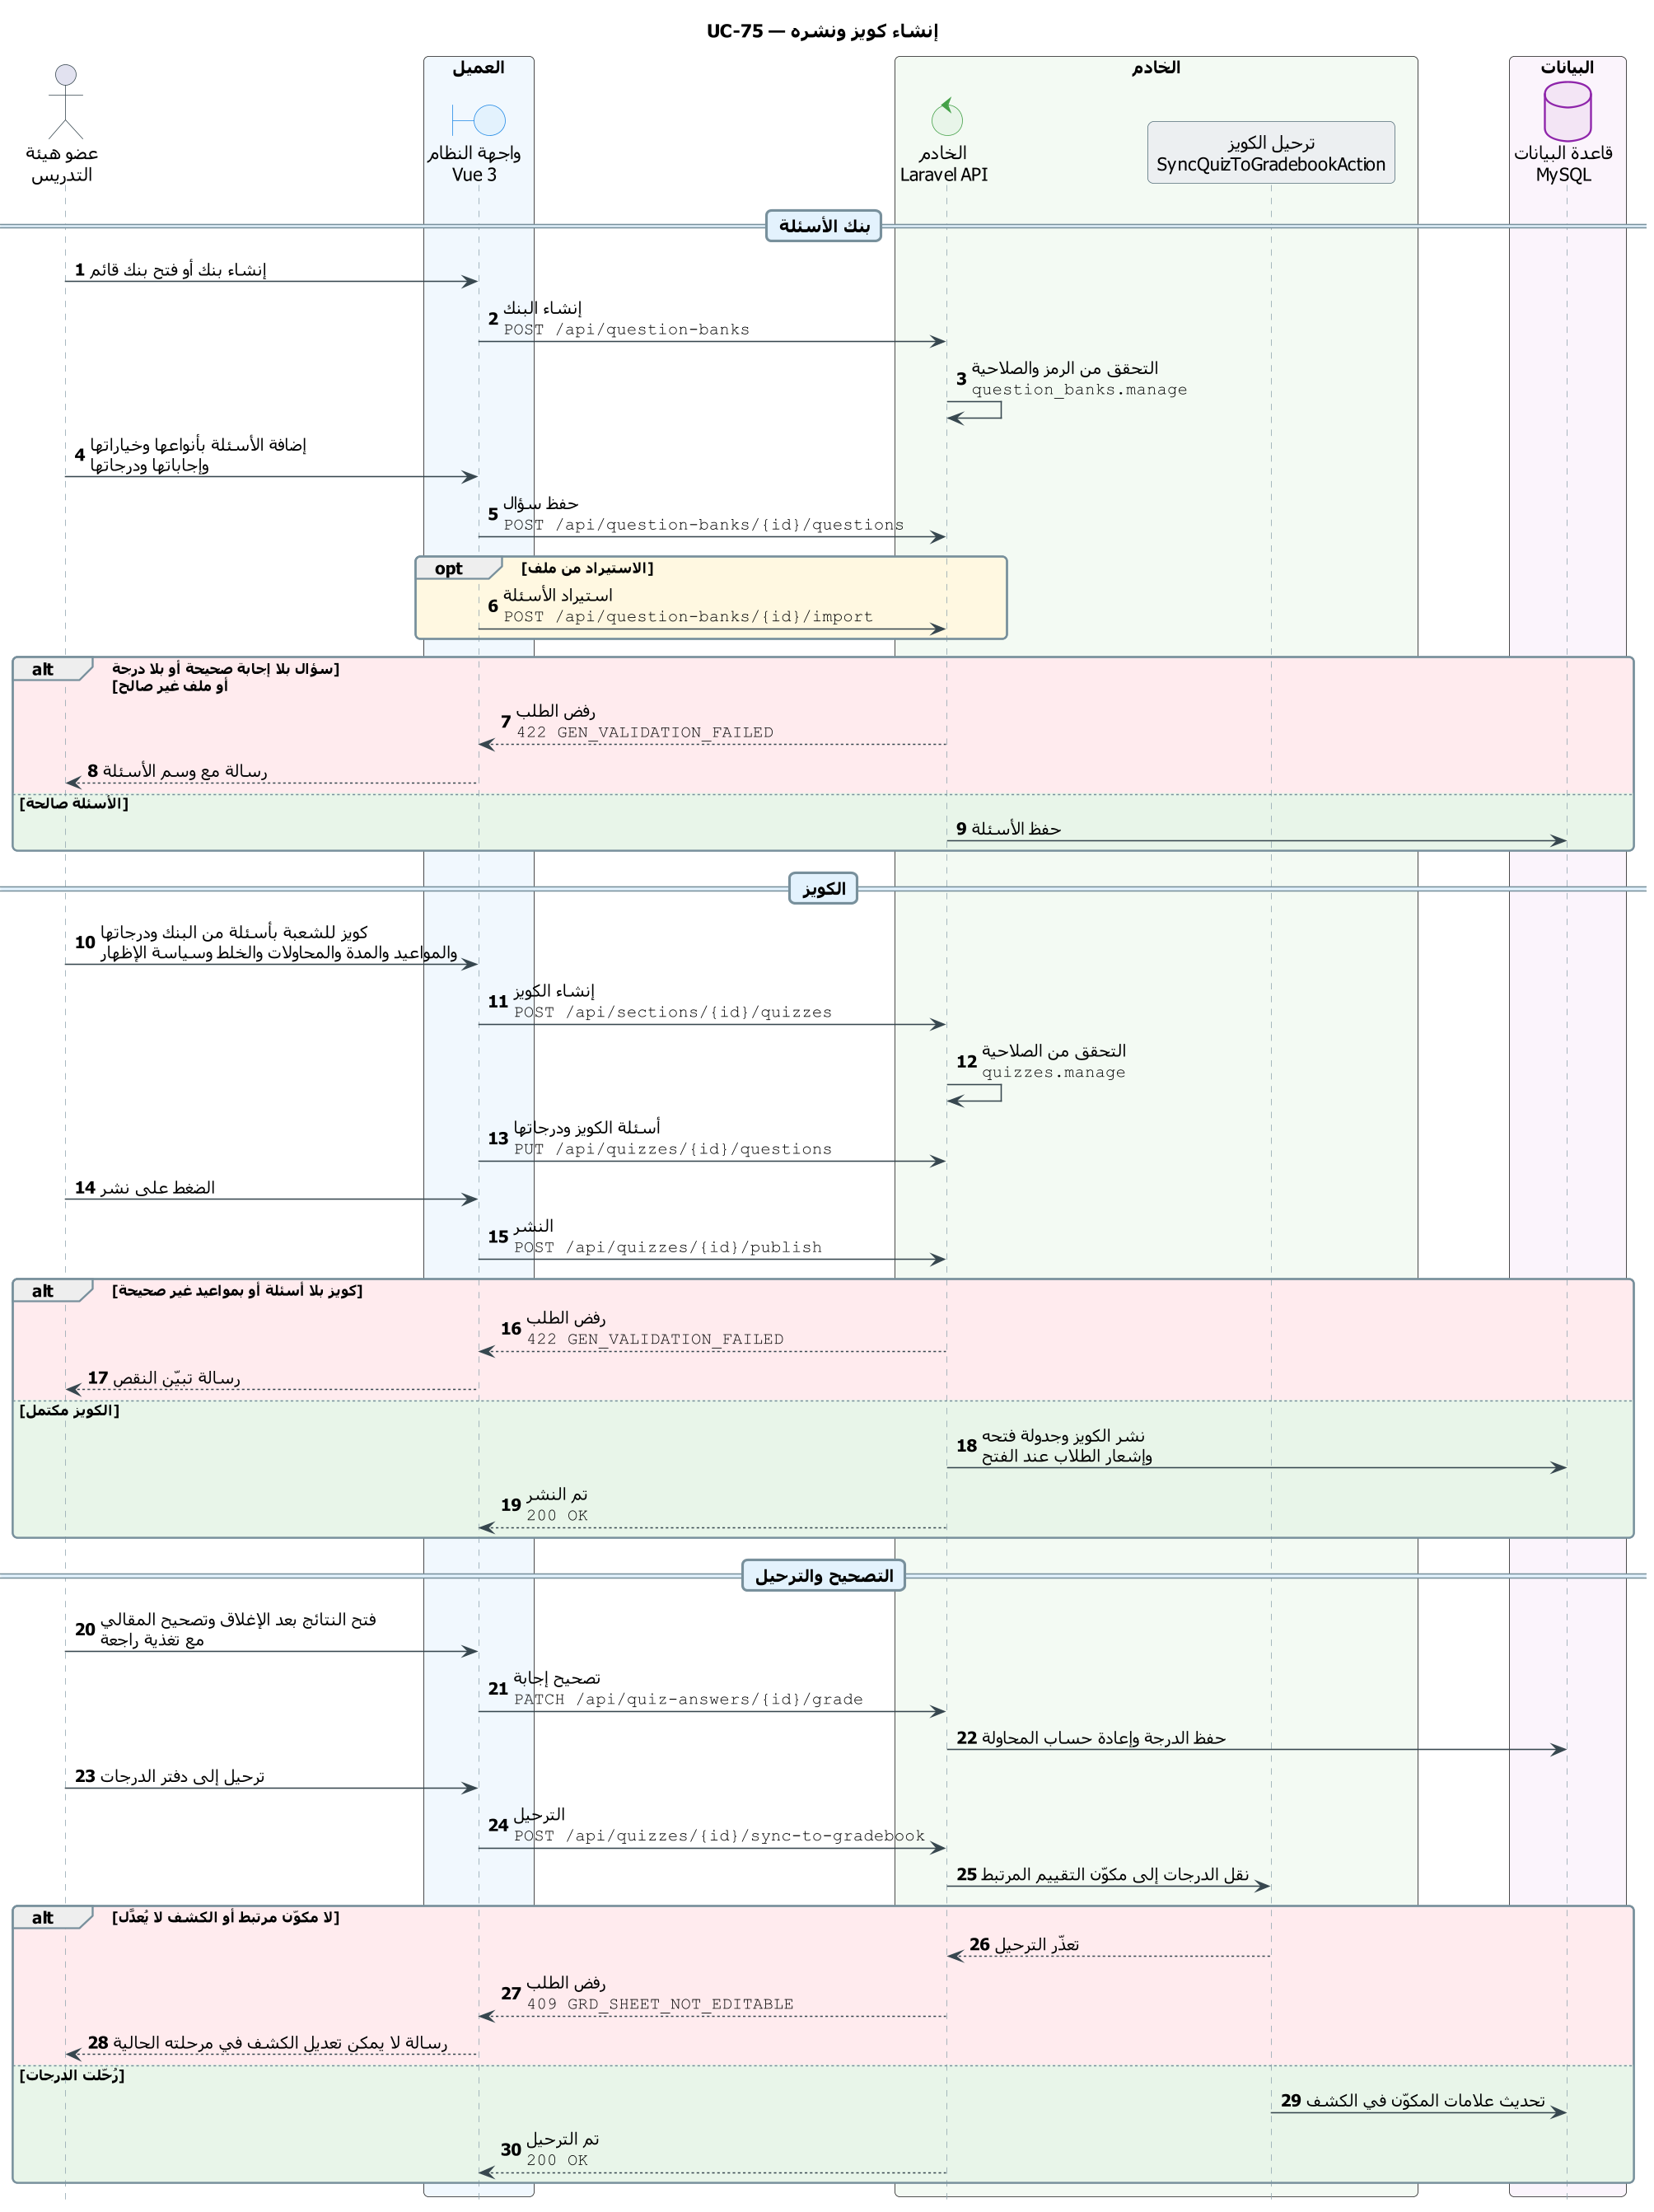 UC-75 — إنشاء كويز ونشره
العميل
الخادم
البيانات
عضو هيئة
التدريس
واجهة النظام
Vue 3
الخادم
Laravel API
ترحيل الكويز
SyncQuizToGradebookAction
قاعدة البيانات
MySQL
بنك الأسئلة
1 إنشاء بنك أو فتح بنك قائم
2 إنشاء البنك
POST /api/question-banks
3 التحقق من الرمز والصلاحية
question_banks.manage
4 إضافة الأسئلة بأنواعها وخياراتها
وإجاباتها ودرجاتها
5 حفظ سؤال
POST /api/question-banks/{id}/questions
opt [الاستيراد من ملف]
6 استيراد الأسئلة
POST /api/question-banks/{id}/import
alt [سؤال بلا إجابة صحيحة أو بلا درجة
أو ملف غير صالح]
7 رفض الطلب
422 GEN_VALIDATION_FAILED
8 رسالة مع وسم الأسئلة
[الأسئلة صالحة]
9 حفظ الأسئلة
الكويز
10 كويز للشعبة بأسئلة من البنك ودرجاتها
والمواعيد والمدة والمحاولات والخلط وسياسة الإظهار
11 إنشاء الكويز
POST /api/sections/{id}/quizzes
12 التحقق من الصلاحية
quizzes.manage
13 أسئلة الكويز ودرجاتها
PUT /api/quizzes/{id}/questions
14 الضغط على نشر
15 النشر
POST /api/quizzes/{id}/publish
alt [كويز بلا أسئلة أو بمواعيد غير صحيحة]
16 رفض الطلب
422 GEN_VALIDATION_FAILED
17 رسالة تبيّن النقص
[الكويز مكتمل]
18 نشر الكويز وجدولة فتحه
وإشعار الطلاب عند الفتح
19 تم النشر
200 OK
التصحيح والترحيل
20 فتح النتائج بعد الإغلاق وتصحيح المقالي
مع تغذية راجعة
21 تصحيح إجابة
PATCH /api/quiz-answers/{id}/grade
22 حفظ الدرجة وإعادة حساب المحاولة
23 ترحيل إلى دفتر الدرجات
24 الترحيل
POST /api/quizzes/{id}/sync-to-gradebook
25 نقل الدرجات إلى مكوّن التقييم المرتبط
alt [لا مكوّن مرتبط أو الكشف لا يُعدَّل]
26 تعذّر الترحيل
27 رفض الطلب
409 GRD_SHEET_NOT_EDITABLE
28 رسالة لا يمكن تعديل الكشف في مرحلته الحالية
[رُحّلت الدرجات]
29 تحديث علامات المكوّن في الكشف
30 تم الترحيل
200 OK